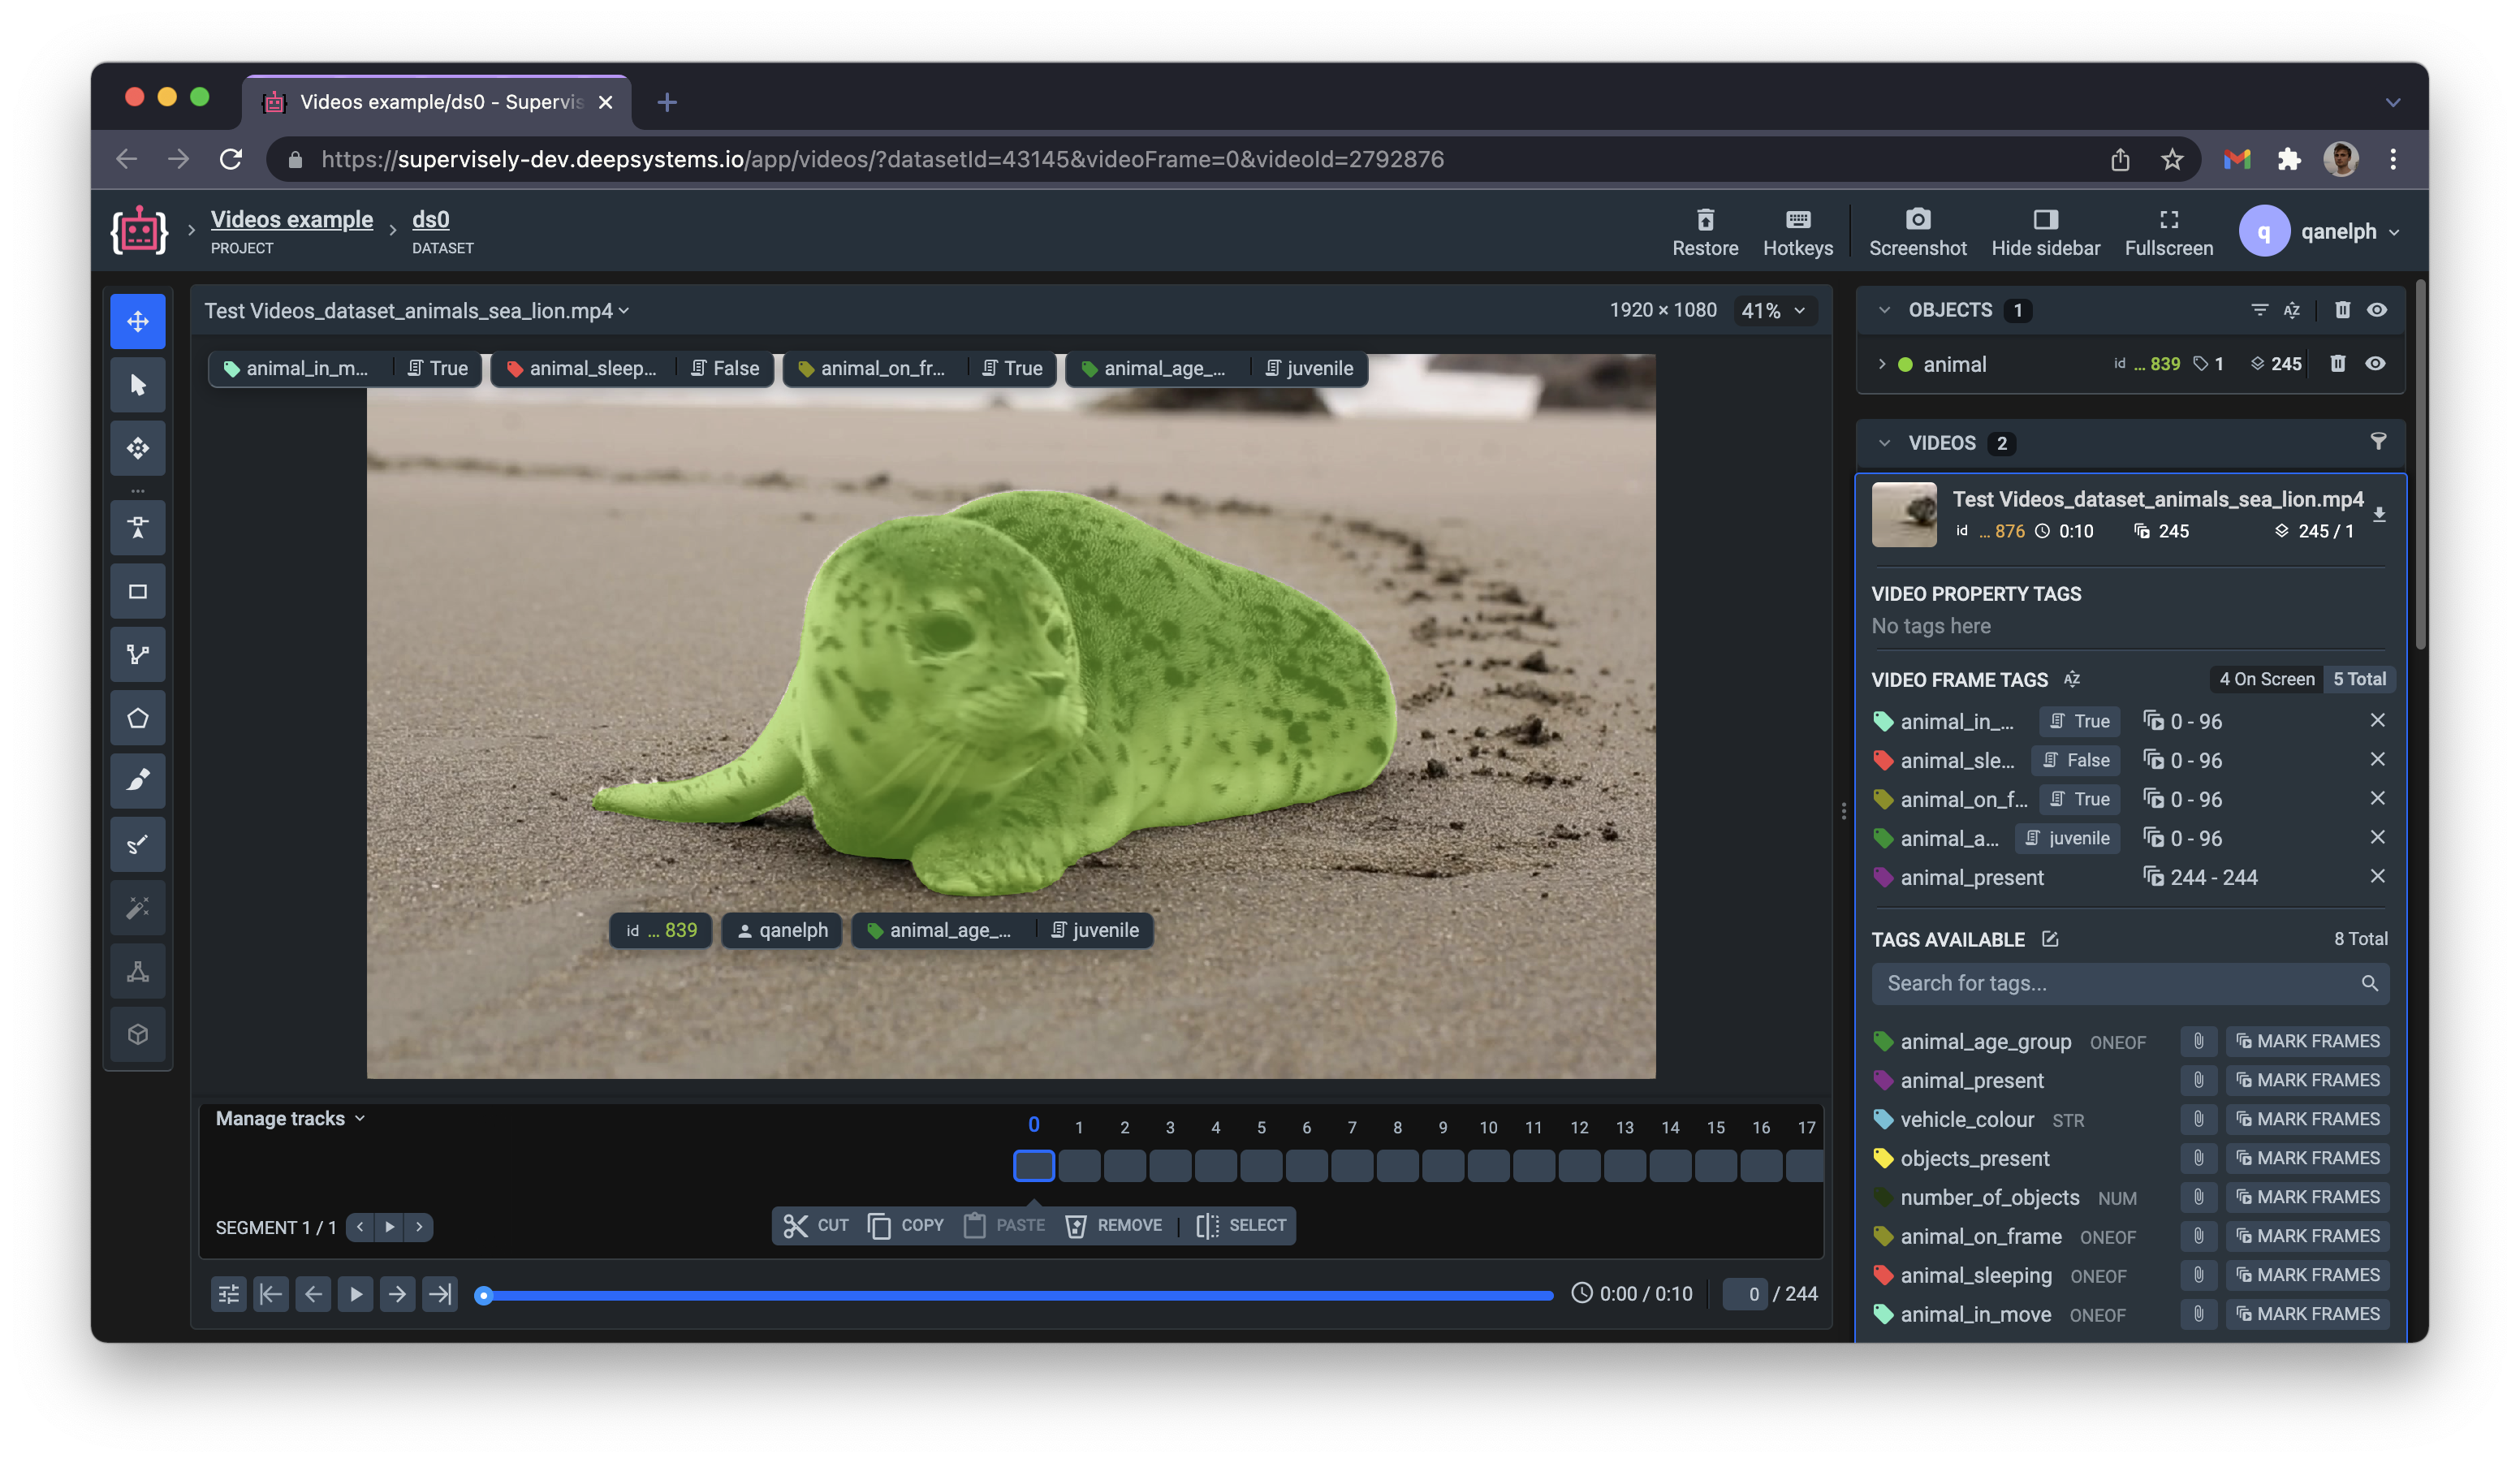 Videos example/ds0 - Supervis
https://supervisely-dev.deepsystems.io/app/videos/?datasetId=43145&videoFrame=0&videoId=2792876
Videos example
PROJECT
ds0
DATASET
Restore
Hotkeys
Screenshot
Hide sidebar
Fullscreen
q
qanelph
Test Videos_dataset_animals_sea_lion.mp4
1920 × 1080
41%
animal_in_m... True
animal_sleep... False
animal_on_fr... True
animal_age_... juvenile
id ... 839
qanelph
animal_age_... juvenile
Manage tracks
0 1 2 3 4 5 6 7 8 9 10 11 12 13 14 15 16 17
SEGMENT 1 / 1
CUT COPY PASTE REMOVE SELECT
0:00 / 0:10
0 / 244
OBJECTS 1
animal id ... 839 1 245
VIDEOS 2
Test Videos_dataset_animals_sea_lion.mp4
id ... 876 0:10 245 245 / 1
VIDEO PROPERTY TAGS
No tags here
VIDEO FRAME TAGS 4 On Screen 5 Total
animal_in_... True 0 - 96
animal_sle... False 0 - 96
animal_on_f... True 0 - 96
animal_a... juvenile 0 - 96
animal_present 244 - 244
TAGS AVAILABLE 8 Total
Search for tags...
animal_age_group ONEOF MARK FRAMES
animal_present MARK FRAMES
vehicle_colour STR MARK FRAMES
objects_present MARK FRAMES
number_of_objects NUM MARK FRAMES
animal_on_frame ONEOF MARK FRAMES
animal_sleeping ONEOF MARK FRAMES
animal_in_move ONEOF MARK FRAMES